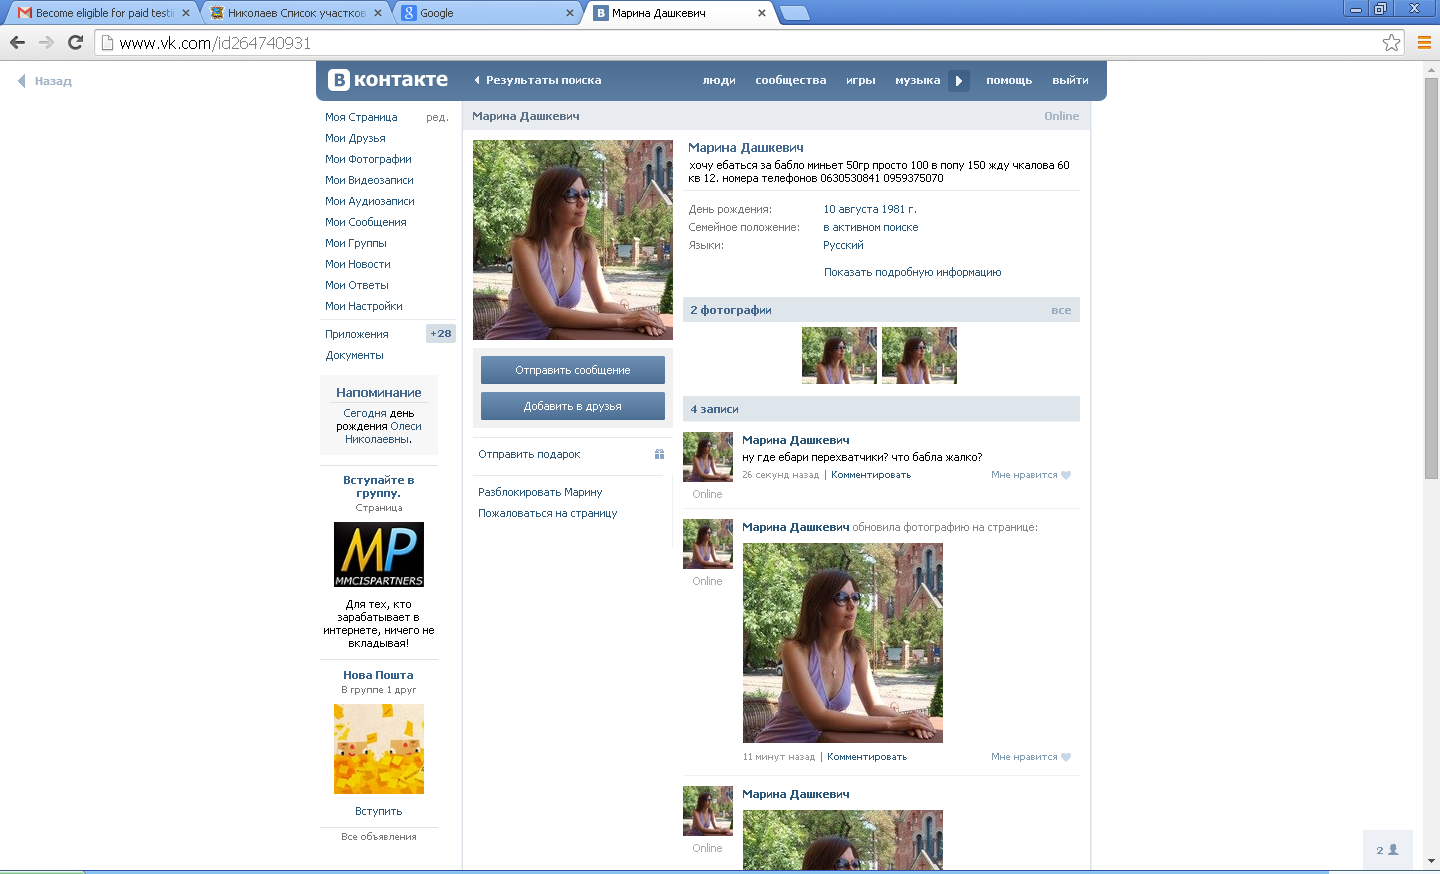 Become eligible for paid testi
Николаев Список участков
Google
Марина Дашкевич
www.vk.com/id264740931
Назад
В контакте
Результаты поиска
люди
сообщества
игры
музыка
помощь
выйти
Моя Страница
ред.
Мои Друзья
Мои Фотографии
Мои Видеозаписи
Мои Аудиозаписи
Мои Сообщения
Мои Группы
Мои Новости
Мои Ответы
Мои Настройки
Приложения
+28
Документы
Напоминание
Сегодня день
рождения Олеси
Николаевны.
Вступайте в
группу.
Страница
MP
MMCISPARTNERS
Для тех, кто
зарабатывает в
интернете, ничего не
вкладывая!
Нова Пошта
В группе 1 друг
Вступить
Все объявления
Марина Дашкевич
Online
Отправить сообщение
Добавить в друзья
Отправить подарок
Разблокировать Марину
Пожаловаться на страницу
Марина Дашкевич
хочу ебаться за бабло миньет 50гр просто 100 в попу 150 жду чкалова 60
кв 12. номера телефонов 0630530841 0959375070
День рождения: 10 августа 1981 г.
Семейное положение: в активном поиске
Языки: Русский
Показать подробную информацию
2 фотографии
все
4 записи
Марина Дашкевич
ну где ебари перехватчики? что бабла жалко?
26 секунд назад | Комментировать
Мне нравится
Online
Марина Дашкевич обновила фотографию на странице:
Online
11 минут назад | Комментировать
Мне нравится
Марина Дашкевич
Online
2